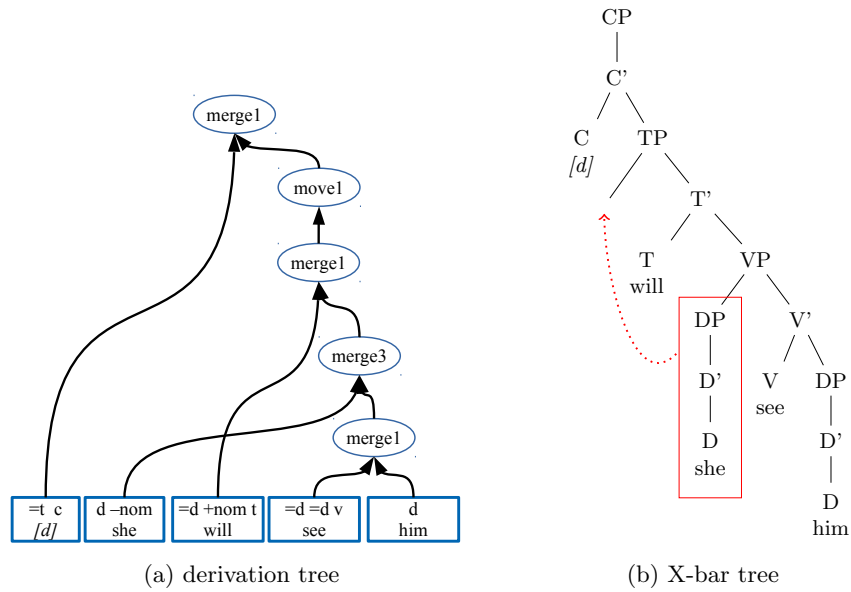 merge1
move1
merge1
merge3
merge1
=t c
[d]
d –nom
she
=d +nom t
will
=d =d v
see
d
him
(a) derivation tree
CP
C'
C TP
[d]
T'
T VP
will
DP V'
D' V DP
see
D D'
she
D
him
(b) X-bar tree